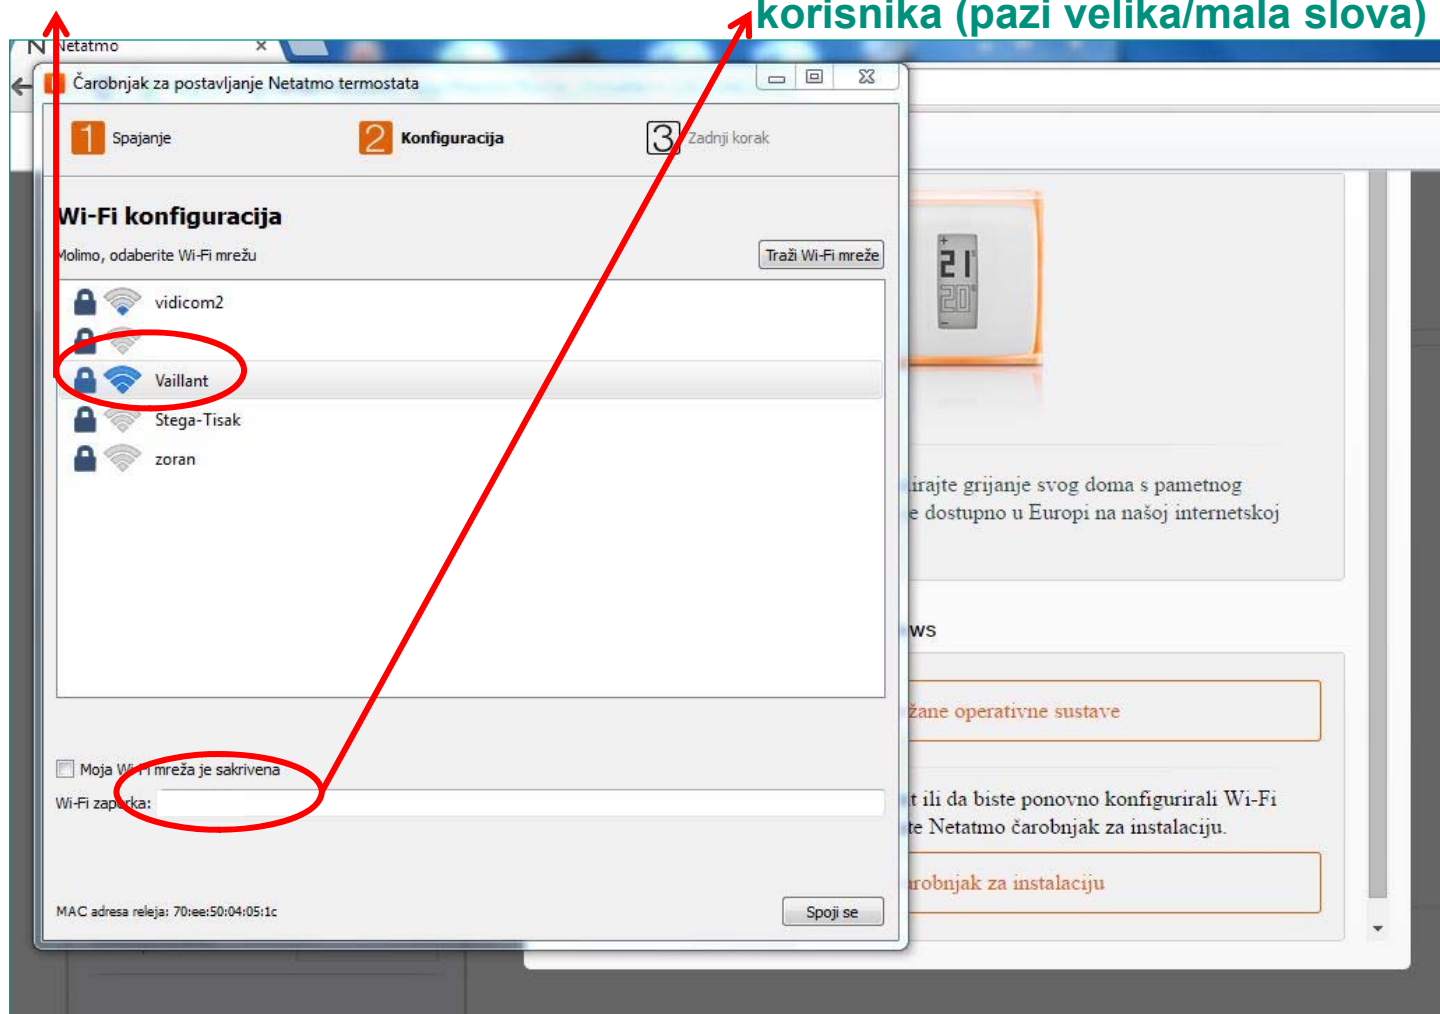 korisnika (pazi velika/mala slova)
Netatmo
Čarobnjak za postavljanje Netatmo termostata
1 Spajanje
2 Konfiguracija
3 Zadnji korak
Wi-Fi konfiguracija
Molimo, odaberite Wi-Fi mrežu
Traži Wi-Fi mreže
vidicom2
Vaillant
Stega-Tisak
zoran
Moja Wi-Fi mreža je sakrivena
Wi-Fi zaporka:
MAC adresa releja: 70:ee:50:04:05:1c
Spoji se
21
20
irajte grijanje svog doma s pametnog
e dostupno u Europi na našoj internetskoj
ws
žane operativne sustave
t ili da biste ponovno konfigurirali Wi-Fi
te Netatmo čarobnjak za instalaciju.
arobnjak za instalaciju